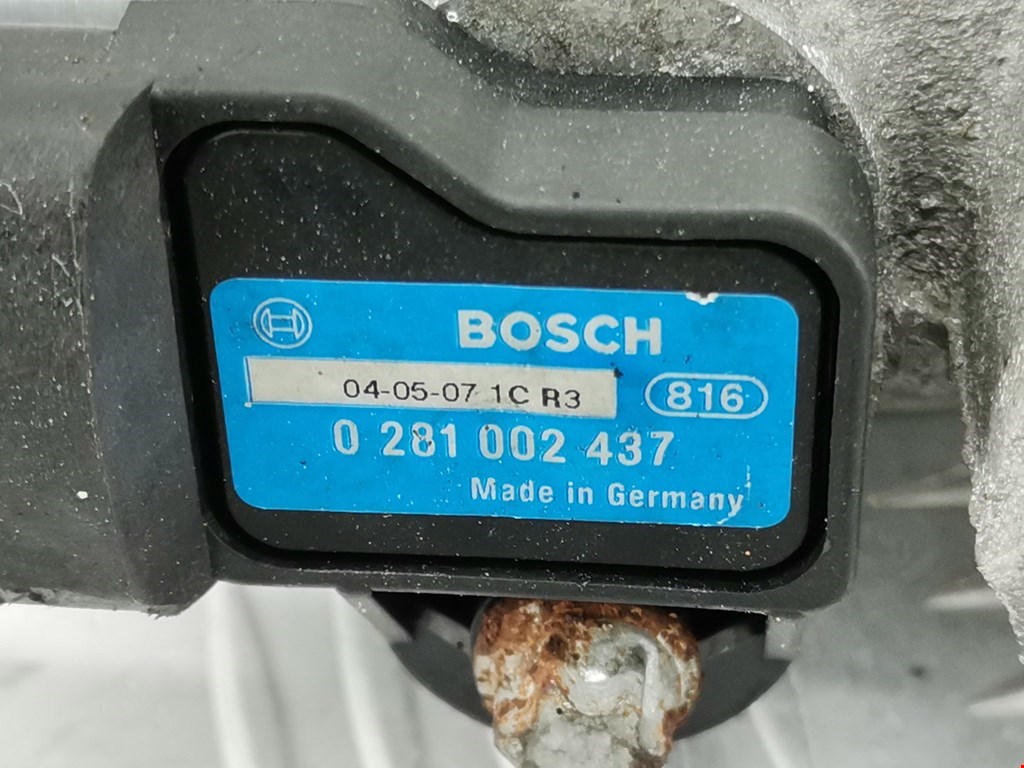 BOSCH
04-05-07 1C R3
816
0 281 002 437
Made in Germany